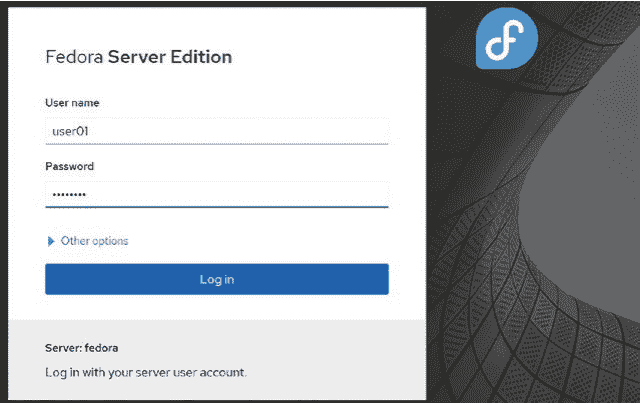 Fedora Server Edition
User name
user01
Password
••••••••
Other options
Log in
Server: fedora
Log in with your server user account.